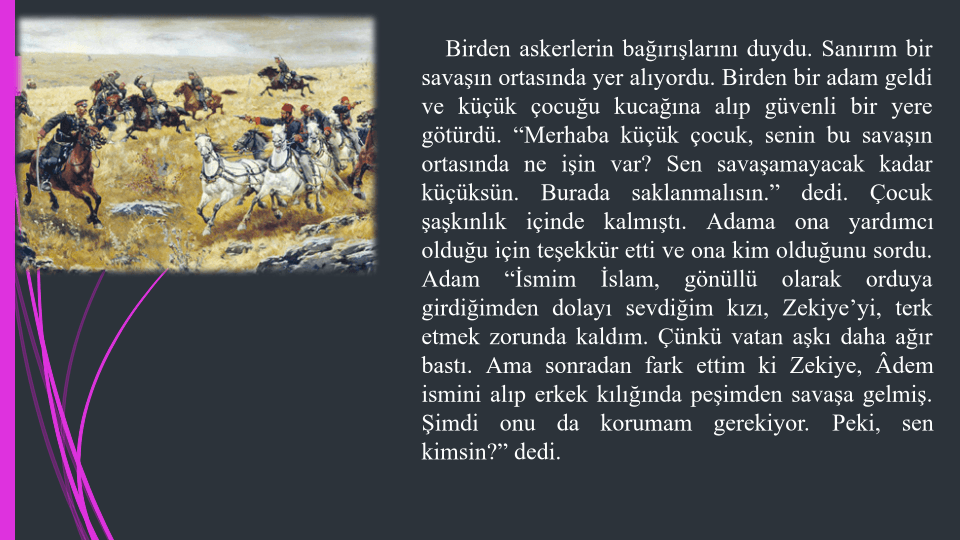 Birden askerlerin bağırışlarını duydu. Sanırım bir
savaşın ortasında yer alıyordu. Birden bir adam geldi
ve küçük çocuğu kucağına alıp güvenli bir yere
götürdü. “Merhaba küçük çocuk, senin bu savaşın
ortasında ne işin var? Sen savaşamayacak kadar
küçüksün. Burada saklanmalısın.” dedi. Çocuk
şaşkınlık içinde kalmıştı. Adama ona yardımcı
olduğu için teşekkür etti ve ona kim olduğunu sordu.
Adam “İsmim İslam, gönüllü olarak orduya
girdiğimden dolayı sevdiğim kızı, Zekiye’yi, terk
etmek zorunda kaldım. Çünkü vatan aşkı daha ağır
bastı. Ama sonradan fark ettim ki Zekiye, Âdem
ismini alıp erkek kılığında peşimden savaşa gelmiş.
Şimdi onu da korumam gerekiyor. Peki, sen
kimsin?” dedi.